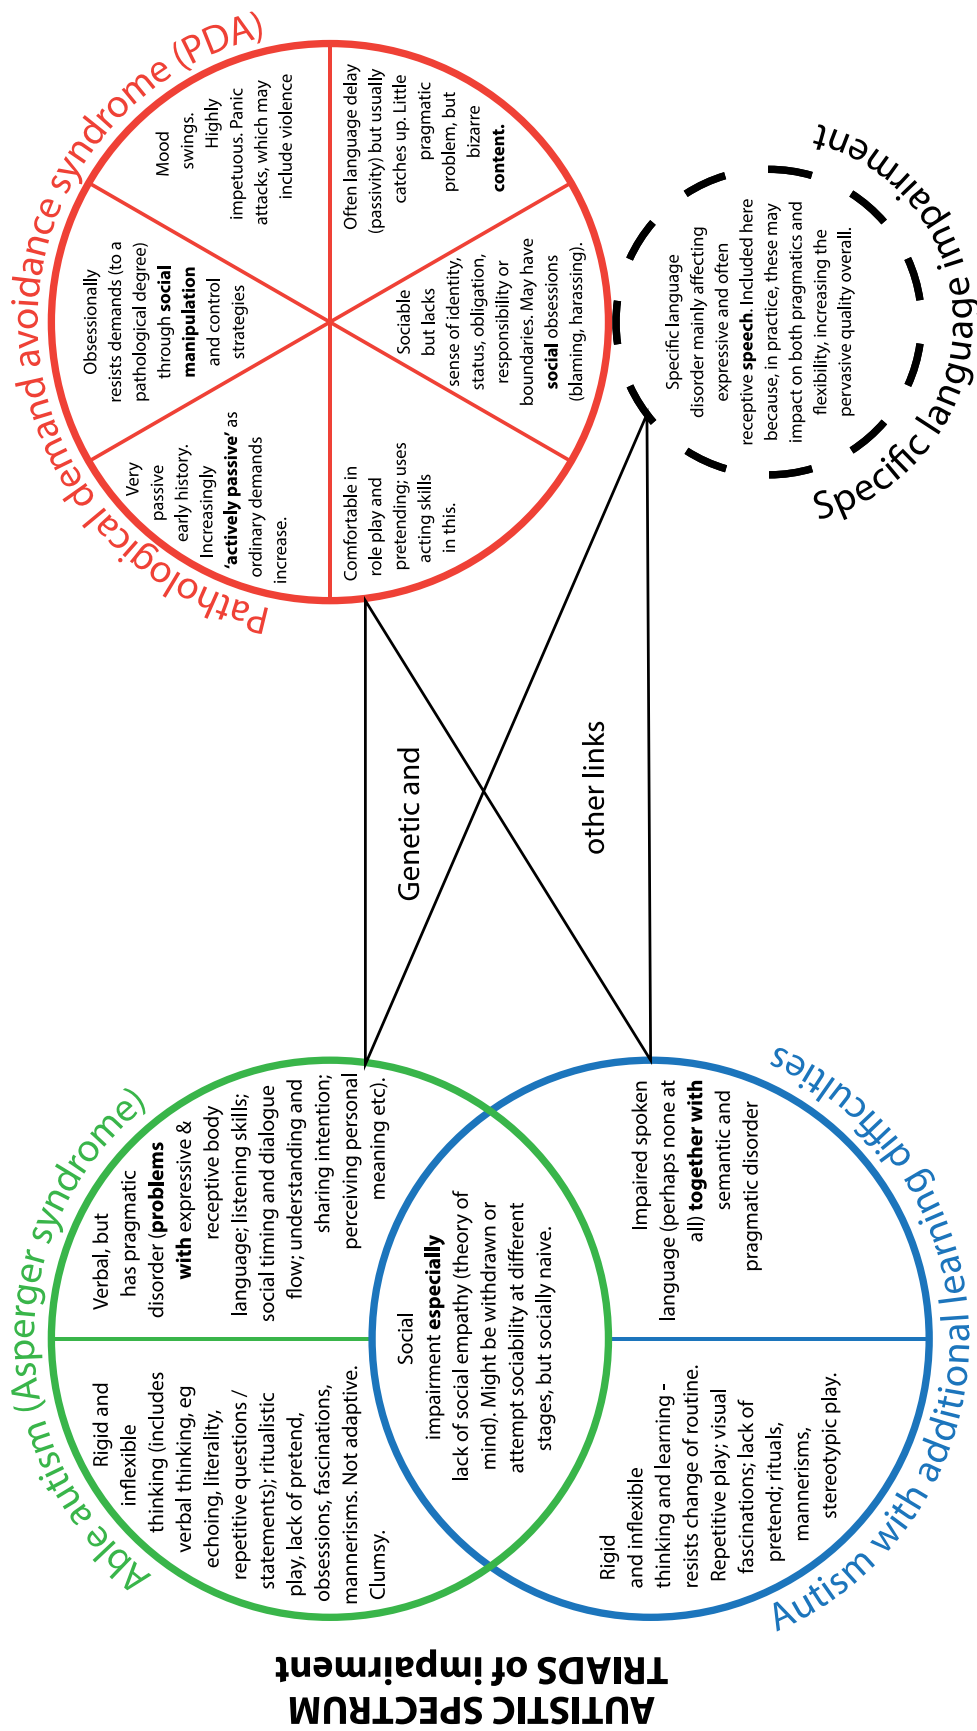 AUTISTIC SPECTRUM
TRIADS of impairment
Able autism (Asperger syndrome)
Rigid and
inflexible
thinking (includes
verbal thinking, eg
echoing, literality,
repetitive questions /
statements); ritualistic
play, lack of pretend,
obsessions, fascinations,
mannerisms. Not adaptive.
Clumsy.
Verbal, but
has pragmatic
disorder (problems
with expressive &
receptive body
language; listening skills;
social timing and dialogue
flow; understanding and
sharing intention;
perceiving personal
meaning etc).
Social
impairment especially
lack of social empathy (theory of
mind). Might be withdrawn or
attempt sociability at different
stages, but socially naive.
Rigid
and inflexible
thinking and learning -
resists change of routine.
Repetitive play; visual
fascinations; lack of
pretend; rituals,
mannerisms,
stereotypic play.
Impaired spoken
language (perhaps none at
all) together with
semantic and
pragmatic disorder
Autism with additional learning difficulties
Genetic and
other links
Pathological demand avoidance syndrome (PDA)
Very
passive
early history.
Increasingly
‘actively passive’ as
ordinary demands
increase.
Obsessionally
resists demands (to a
pathological degree)
through social
manipulation
and control
strategies
Mood
swings.
Highly
impetuous. Panic
attacks, which may
include violence
Comfortable in
role play and
pretending; uses
acting skills
in this.
Sociable
but lacks
sense of identity,
status, obligation,
responsibility or
boundaries. May have
social obsessions
(blaming, harassing).
Often language delay
(passivity) but usually
catches up. Little
pragmatic
problem, but
bizarre
content.
Specific language
disorder mainly affecting
expressive and often
receptive speech. Included here
because, in practice, these may
impact on both pragmatics and
flexibility, increasing the
pervasive quality overall.
Specific language impairment